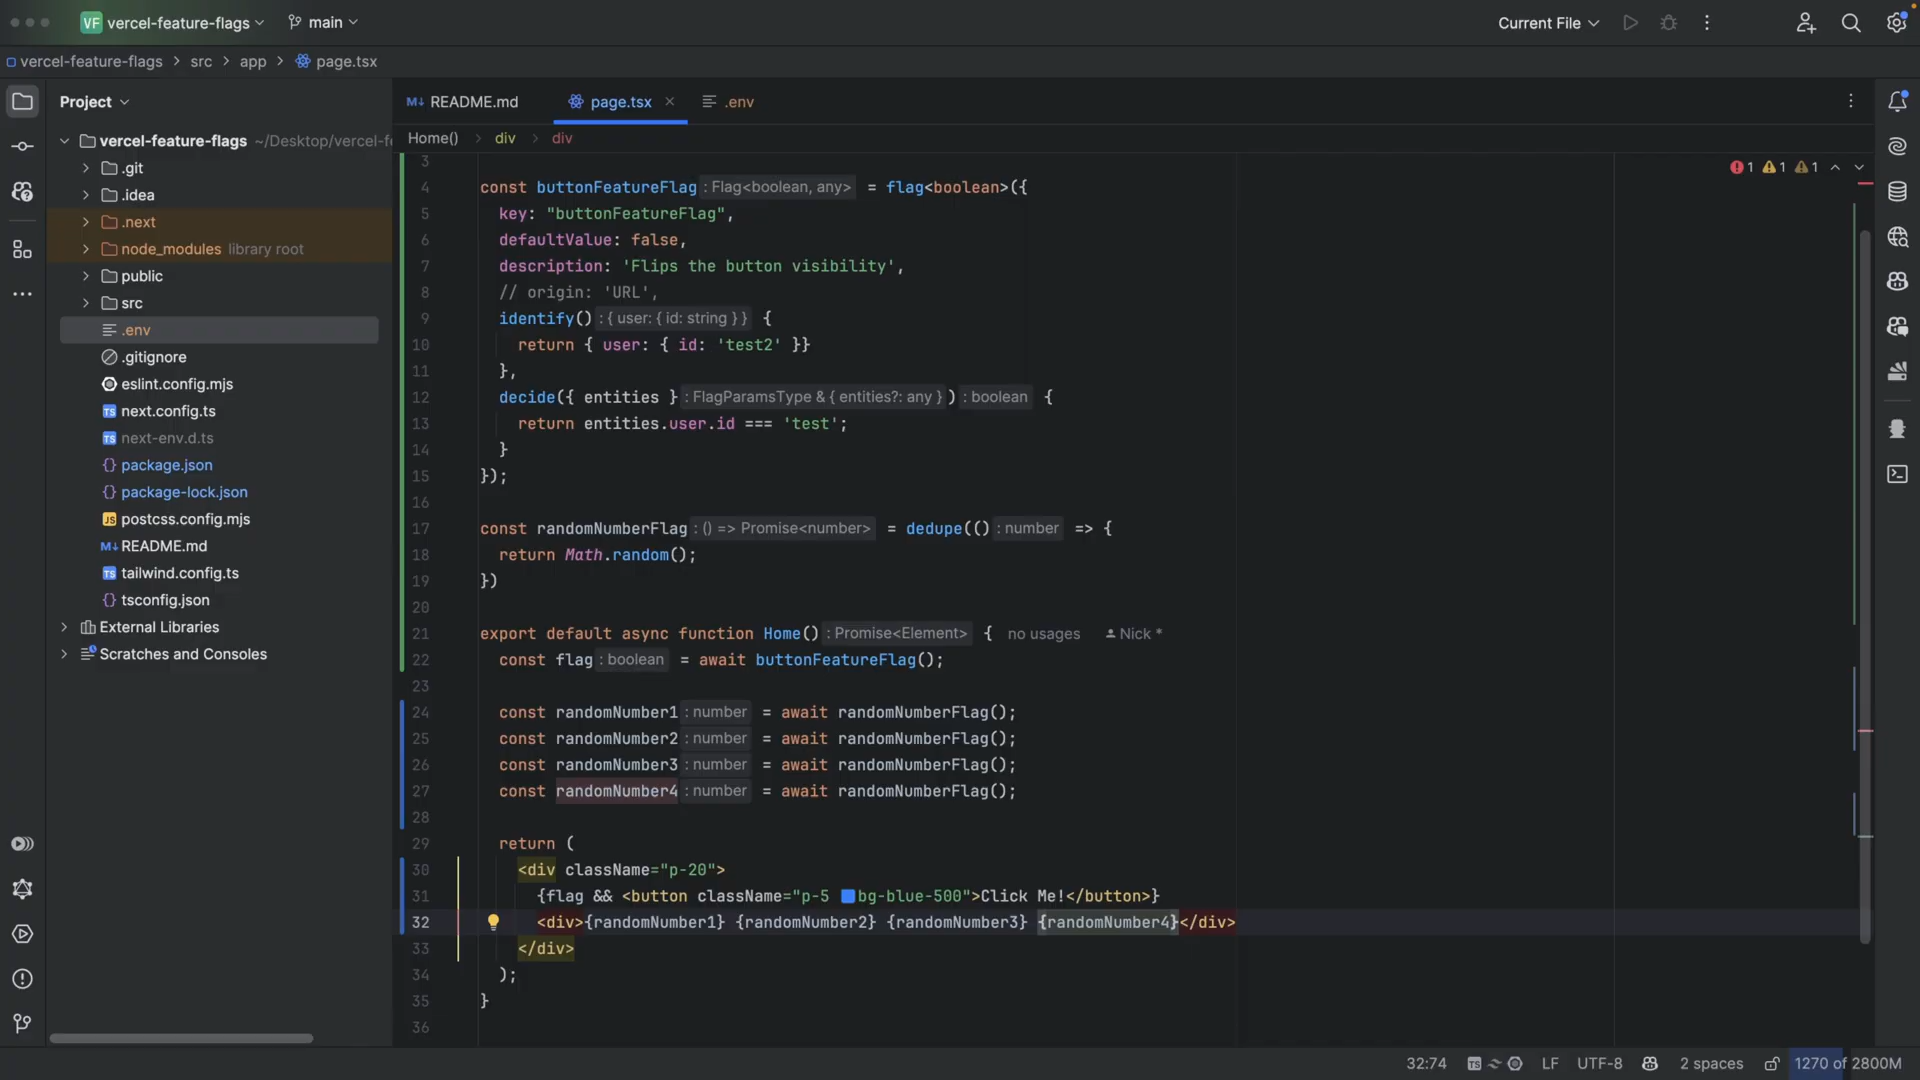 VF vercel-feature-flags main Current File
vercel-feature-flags src app page.tsx
Project
vercel-feature-flags ~/Desktop/vercel-f
.git
.idea
.next
node_modules library root
public
src
.env
.gitignore
eslint.config.mjs
TS next.config.ts
TS next-env.d.ts
{} package.json
{} package-lock.json
JS postcss.config.mjs
M↓ README.md
TS tailwind.config.ts
{} tsconfig.json
External Libraries
Scratches and Consoles
M↓ README.md page.tsx .env
Home() div div
1 1 1
3
4 const buttonFeatureFlag : Flag<boolean, any> = flag<boolean>({
5 key: "buttonFeatureFlag",
6 defaultValue: false,
7 description: 'Flips the button visibility',
8 // origin: 'URL',
9 identify() : { user: { id: string } } {
10 return { user: { id: 'test2' }}
11 },
12 decide({ entities } : FlagParamsType & { entities?: any } ) : boolean {
13 return entities.user.id === 'test';
14 }
15 });
16
17 const randomNumberFlag : () => Promise<number> = dedupe(() : number => {
18 return Math.random();
19 })
20
21 export default async function Home() : Promise<Element> { no usages Nick *
22 const flag : boolean = await buttonFeatureFlag();
23
24 const randomNumber1 : number = await randomNumberFlag();
25 const randomNumber2 : number = await randomNumberFlag();
26 const randomNumber3 : number = await randomNumberFlag();
27 const randomNumber4 : number = await randomNumberFlag();
28
29 return (
30 <div className="p-20">
31 {flag && <button className="p-5 bg-blue-500">Click Me!</button>}
32 <div>{randomNumber1} {randomNumber2} {randomNumber3} {randomNumber4}</div>
33 </div>
34 );
35 }
36
32:74 TS LF UTF-8 2 spaces 1270 of 2800M